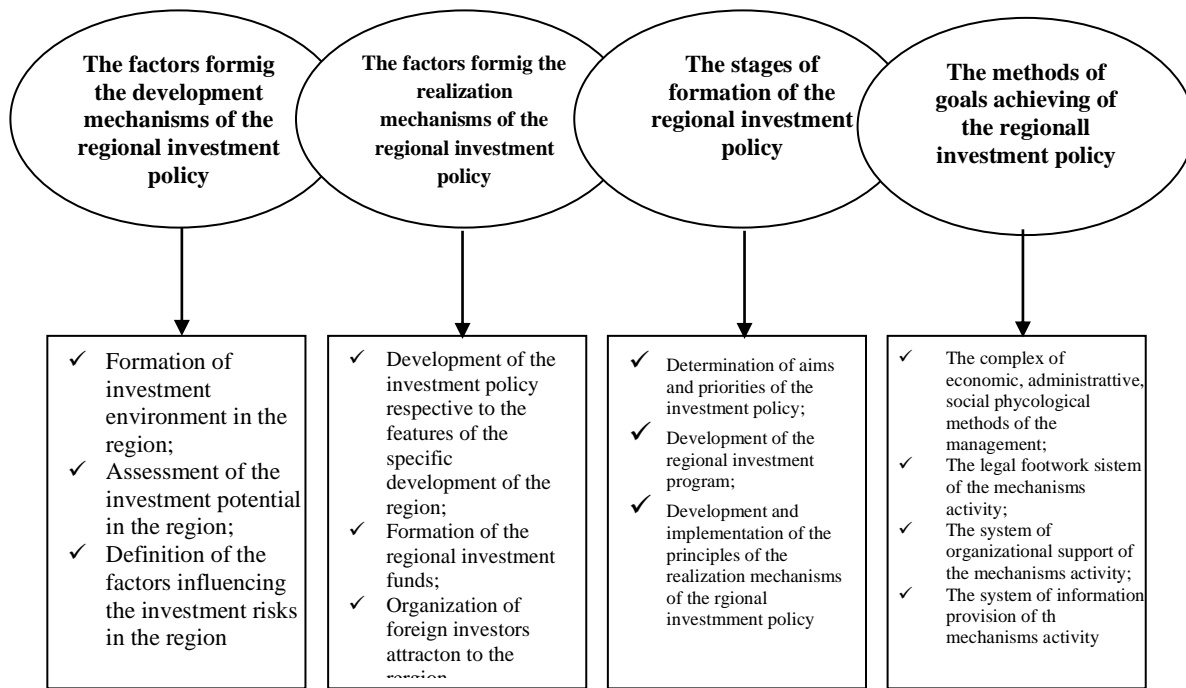 The factors formig
the development
mechanisms of the
regional investment
policy
The factors formig the
realization
mechanisms of the
regional investment
policy
The stages of
formation of the
regional investment
policy
The methods of
goals achieving of
the regionall
investment policy
✓ Formation of
investment
environment in the
region;
✓ Assessment of the
investment potential
in the region;
✓ Definition of the
factors influencing
the investment risks
in the region
✓ Development of the
investment policy
respective to the
features of the
specific
development of the
region;
✓ Formation of the
regional investment
funds;
✓ Organization of
foreign investors
attracton to the
rergion
✓ Determination of aims
and priorities of the
investment policy;
✓ Development of the
regional investment
program;
✓ Development and
implementation of the
principles of the
realization mechanisms
of the rgional
investmment policy
✓ The complex of
economic, administrattive,
social phycological
methods of the
management;
✓ The legal footwork sistem
of the mechanisms
activity;
✓ The system of
organizational support of
the mechanisms activity;
✓ The system of information
provision of th
mechanisms activity